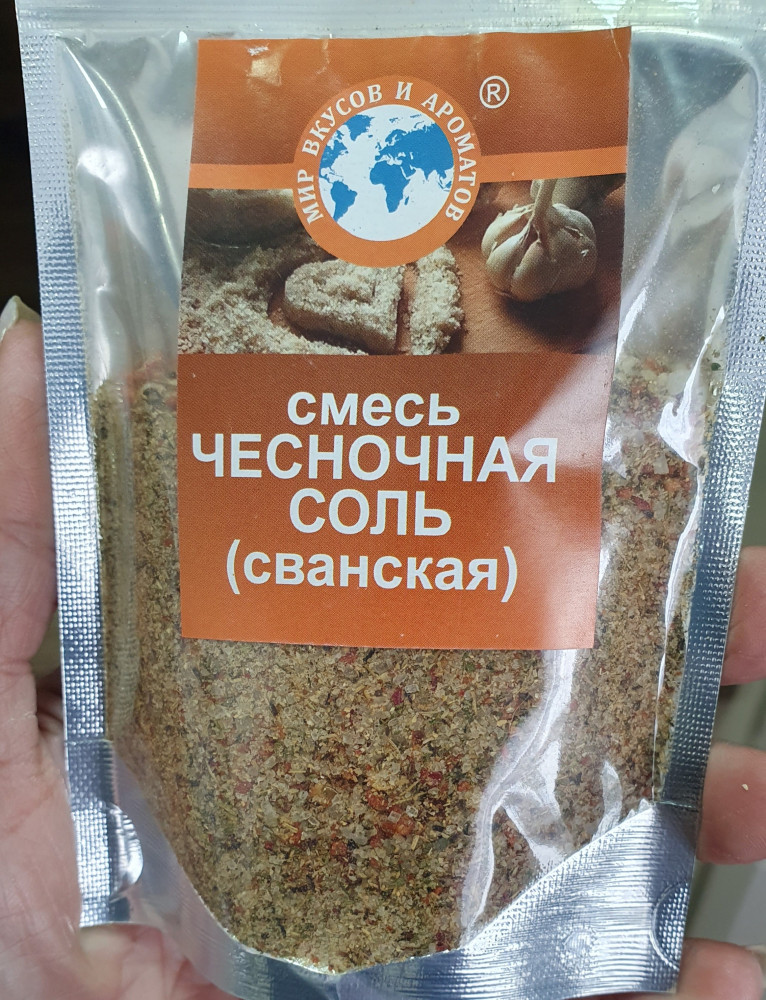 МИР ВКУСОВ И АРОМАТОВ
®
смесь
ЧЕСНОЧНАЯ
СОЛЬ
(сванская)